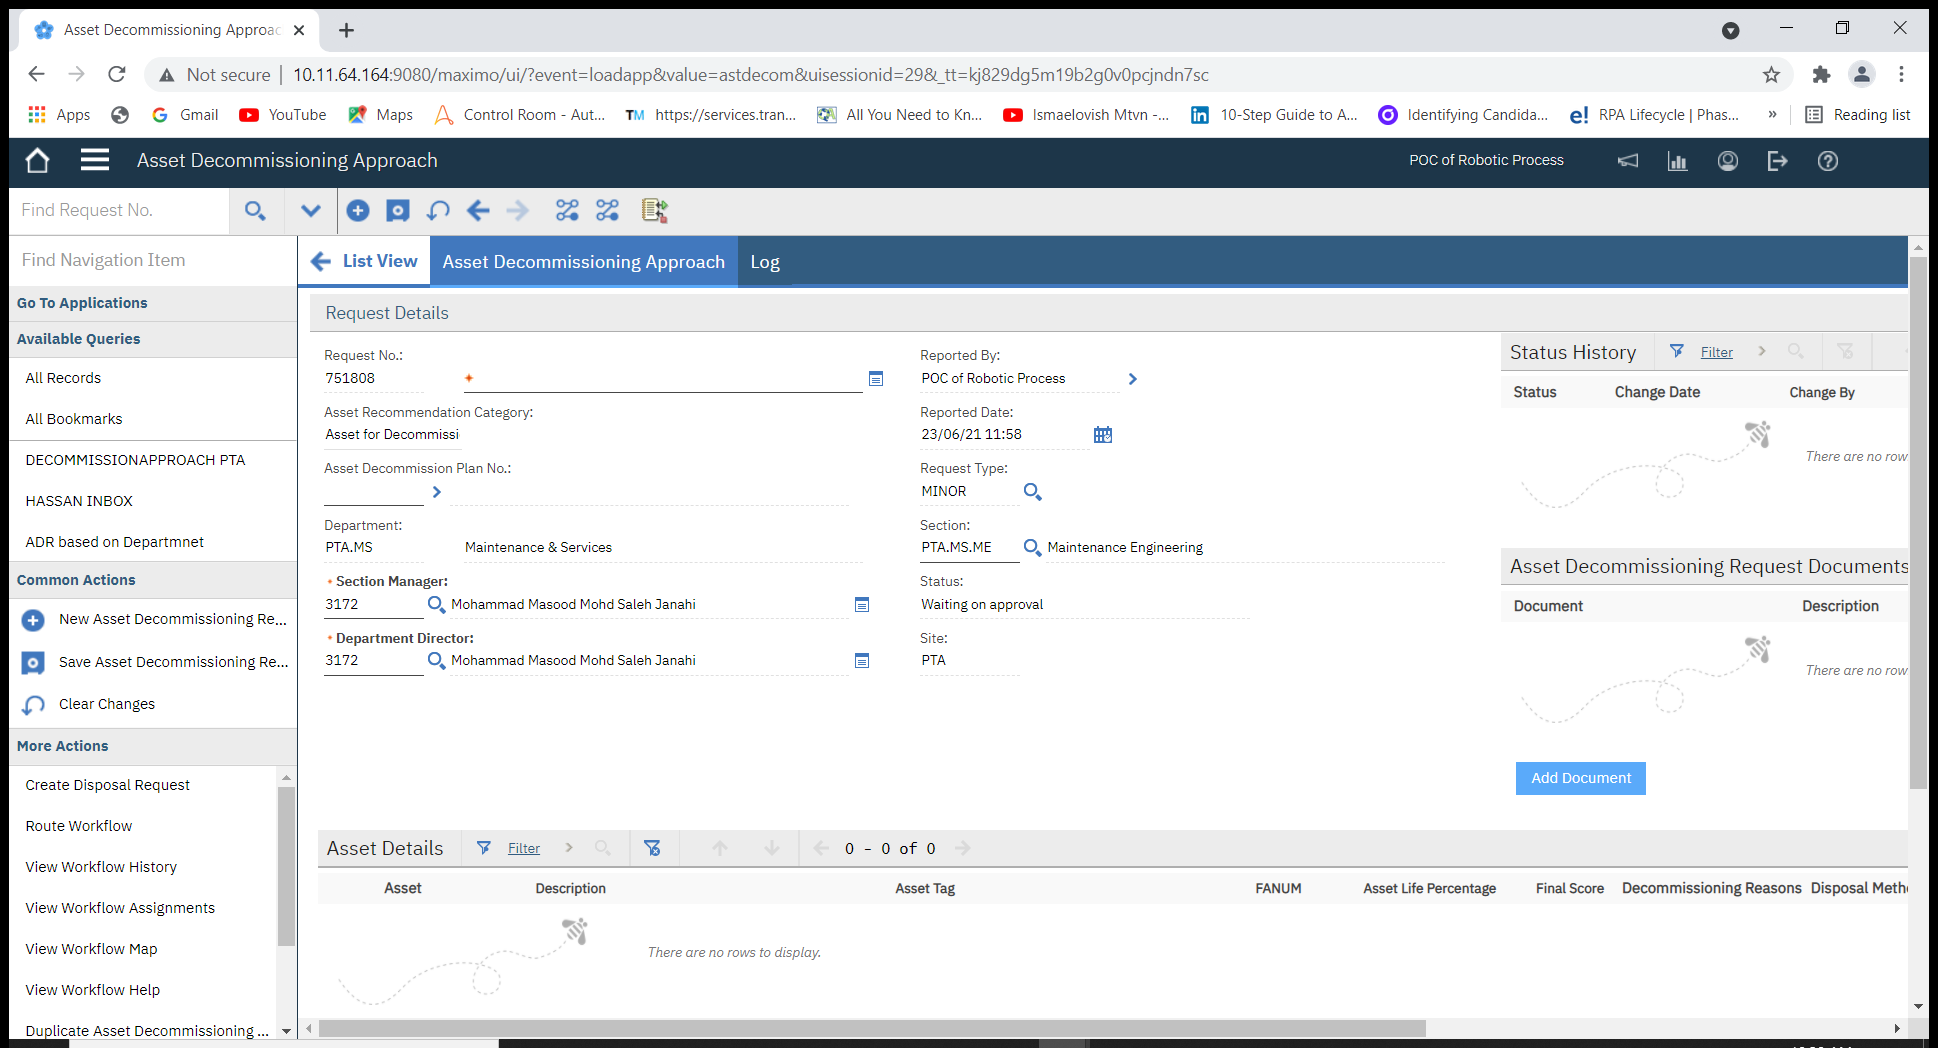 Asset Decommissioning Approac
Not secure | 10.11.64.164:9080/maximo/ui/?event=loadapp&value=astdecom&uisessionid=29&_tt=kj829dg5m19b2g0v0pcjndn7sc
Apps Gmail YouTube Maps Control Room - Aut... TM https://services.tran... All You Need to Kn... Ismaelovish Mtvn -... in 10-Step Guide to A... Identifying Candida... e! RPA Lifecycle | Phas... » Reading list
Asset Decommissioning Approach POC of Robotic Process
Find Request No.
Find Navigation Item
Go To Applications
Available Queries
All Records
All Bookmarks
DECOMMISSIONAPPROACH PTA
HASSAN INBOX
ADR based on Departmnet
Common Actions
New Asset Decommissioning Re...
Save Asset Decommissioning Re...
Clear Changes
More Actions
Create Disposal Request
Route Workflow
View Workflow History
View Workflow Assignments
View Workflow Map
View Workflow Help
Duplicate Asset Decommissioning ...
List View Asset Decommissioning Approach Log
Request Details
Request No.:
751808
Asset Recommendation Category:
Asset for Decommissi
Asset Decommission Plan No.:
Department:
PTA.MS Maintenance & Services
* Section Manager:
3172 Mohammad Masood Mohd Saleh Janahi
* Department Director:
3172 Mohammad Masood Mohd Saleh Janahi
Reported By:
POC of Robotic Process
Reported Date:
23/06/21 11:58
Request Type:
MINOR
Section:
PTA.MS.ME Maintenance Engineering
Status:
Waiting on approval
Site:
PTA
Status History Filter
Status Change Date Change By
There are no row
Asset Decommissioning Request Documents
Document Description
There are no row
Add Document
Asset Details Filter 0 - 0 of 0
Asset Description Asset Tag FANUM Asset Life Percentage Final Score Decommissioning Reasons Disposal Meth
There are no rows to display.